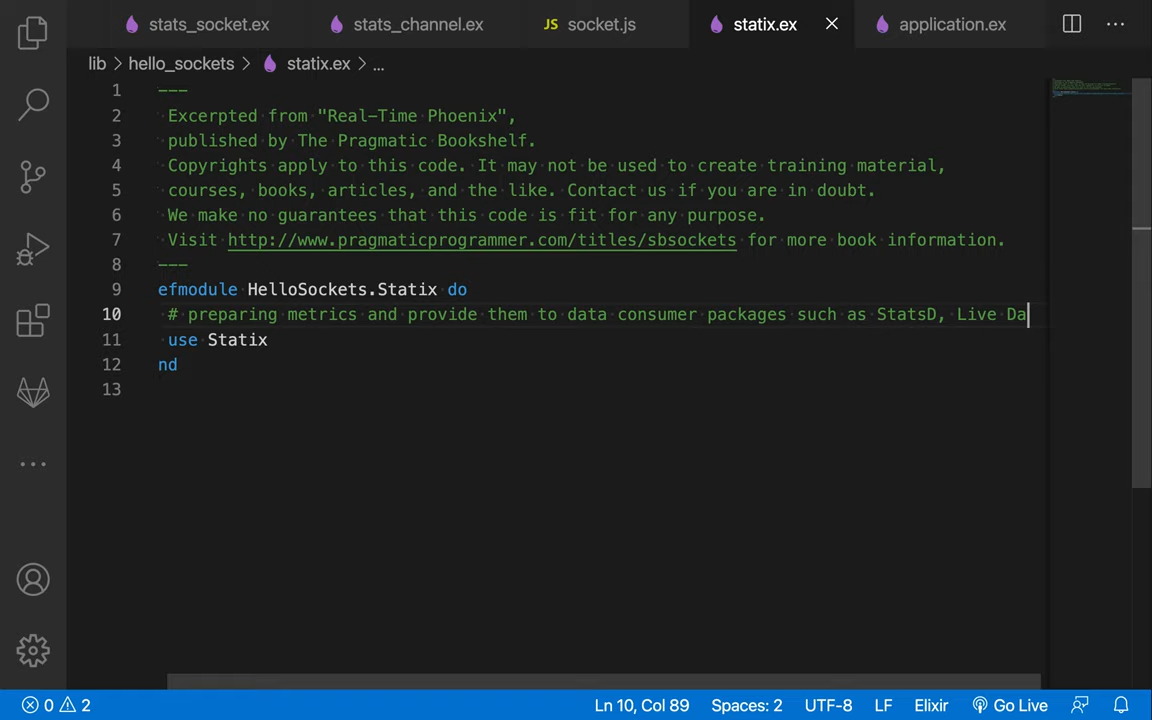 stats_socket.ex stats_channel.ex JS socket.js statix.ex application.ex
lib > hello_sockets > statix.ex > ...
1 ---
2 Excerpted from "Real-Time Phoenix",
3 published by The Pragmatic Bookshelf.
4 Copyrights apply to this code. It may not be used to create training material,
5 courses, books, articles, and the like. Contact us if you are in doubt.
6 We make no guarantees that this code is fit for any purpose.
7 Visit http://www.pragmaticprogrammer.com/titles/sbsockets for more book information.
8 ---
9 efmodule HelloSockets.Statix do
10 # preparing metrics and provide them to data consumer packages such as StatsD, Live Da
11 use Statix
12 nd
13
0 2 Ln 10, Col 89 Spaces: 2 UTF-8 LF Elixir Go Live